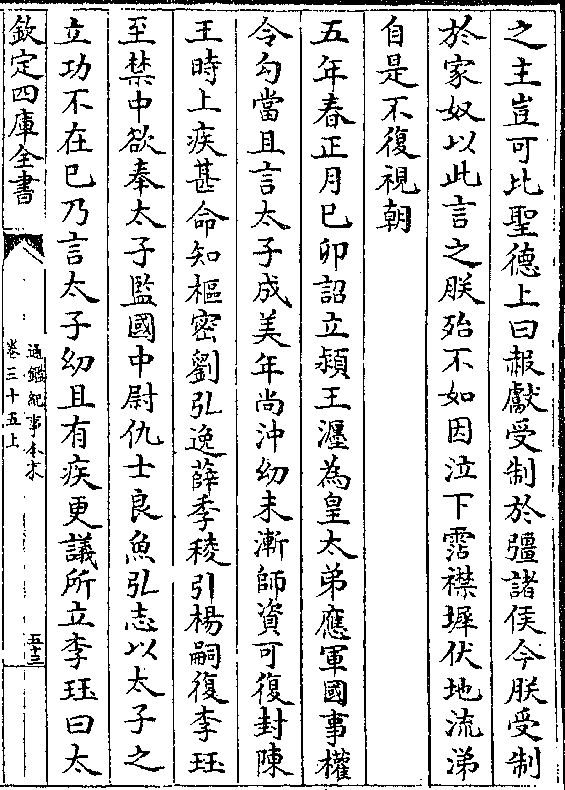 之主豈可比聖德上曰赧獻受制於彊諸侯今朕受制
於家奴以此言之朕殆不如因泣下霑襟墀伏地流涕
自是不復視朝
五年春正月巳卯詔立潁王瀍為皇太弟應軍國事權
令勾當且言太子成美年尚沖幼未漸師資可復封陳
王時上疾甚命知樞密劉弘逸薛季稜引楊嗣復李珏
至禁中欲奉太子監國中尉仇士良魚弘志以太子之
立功不在巳乃言太子幼且有疾更議所立李珏曰太
欽定四庫全書
通鑑紀事本末
卷三十五上
五十三